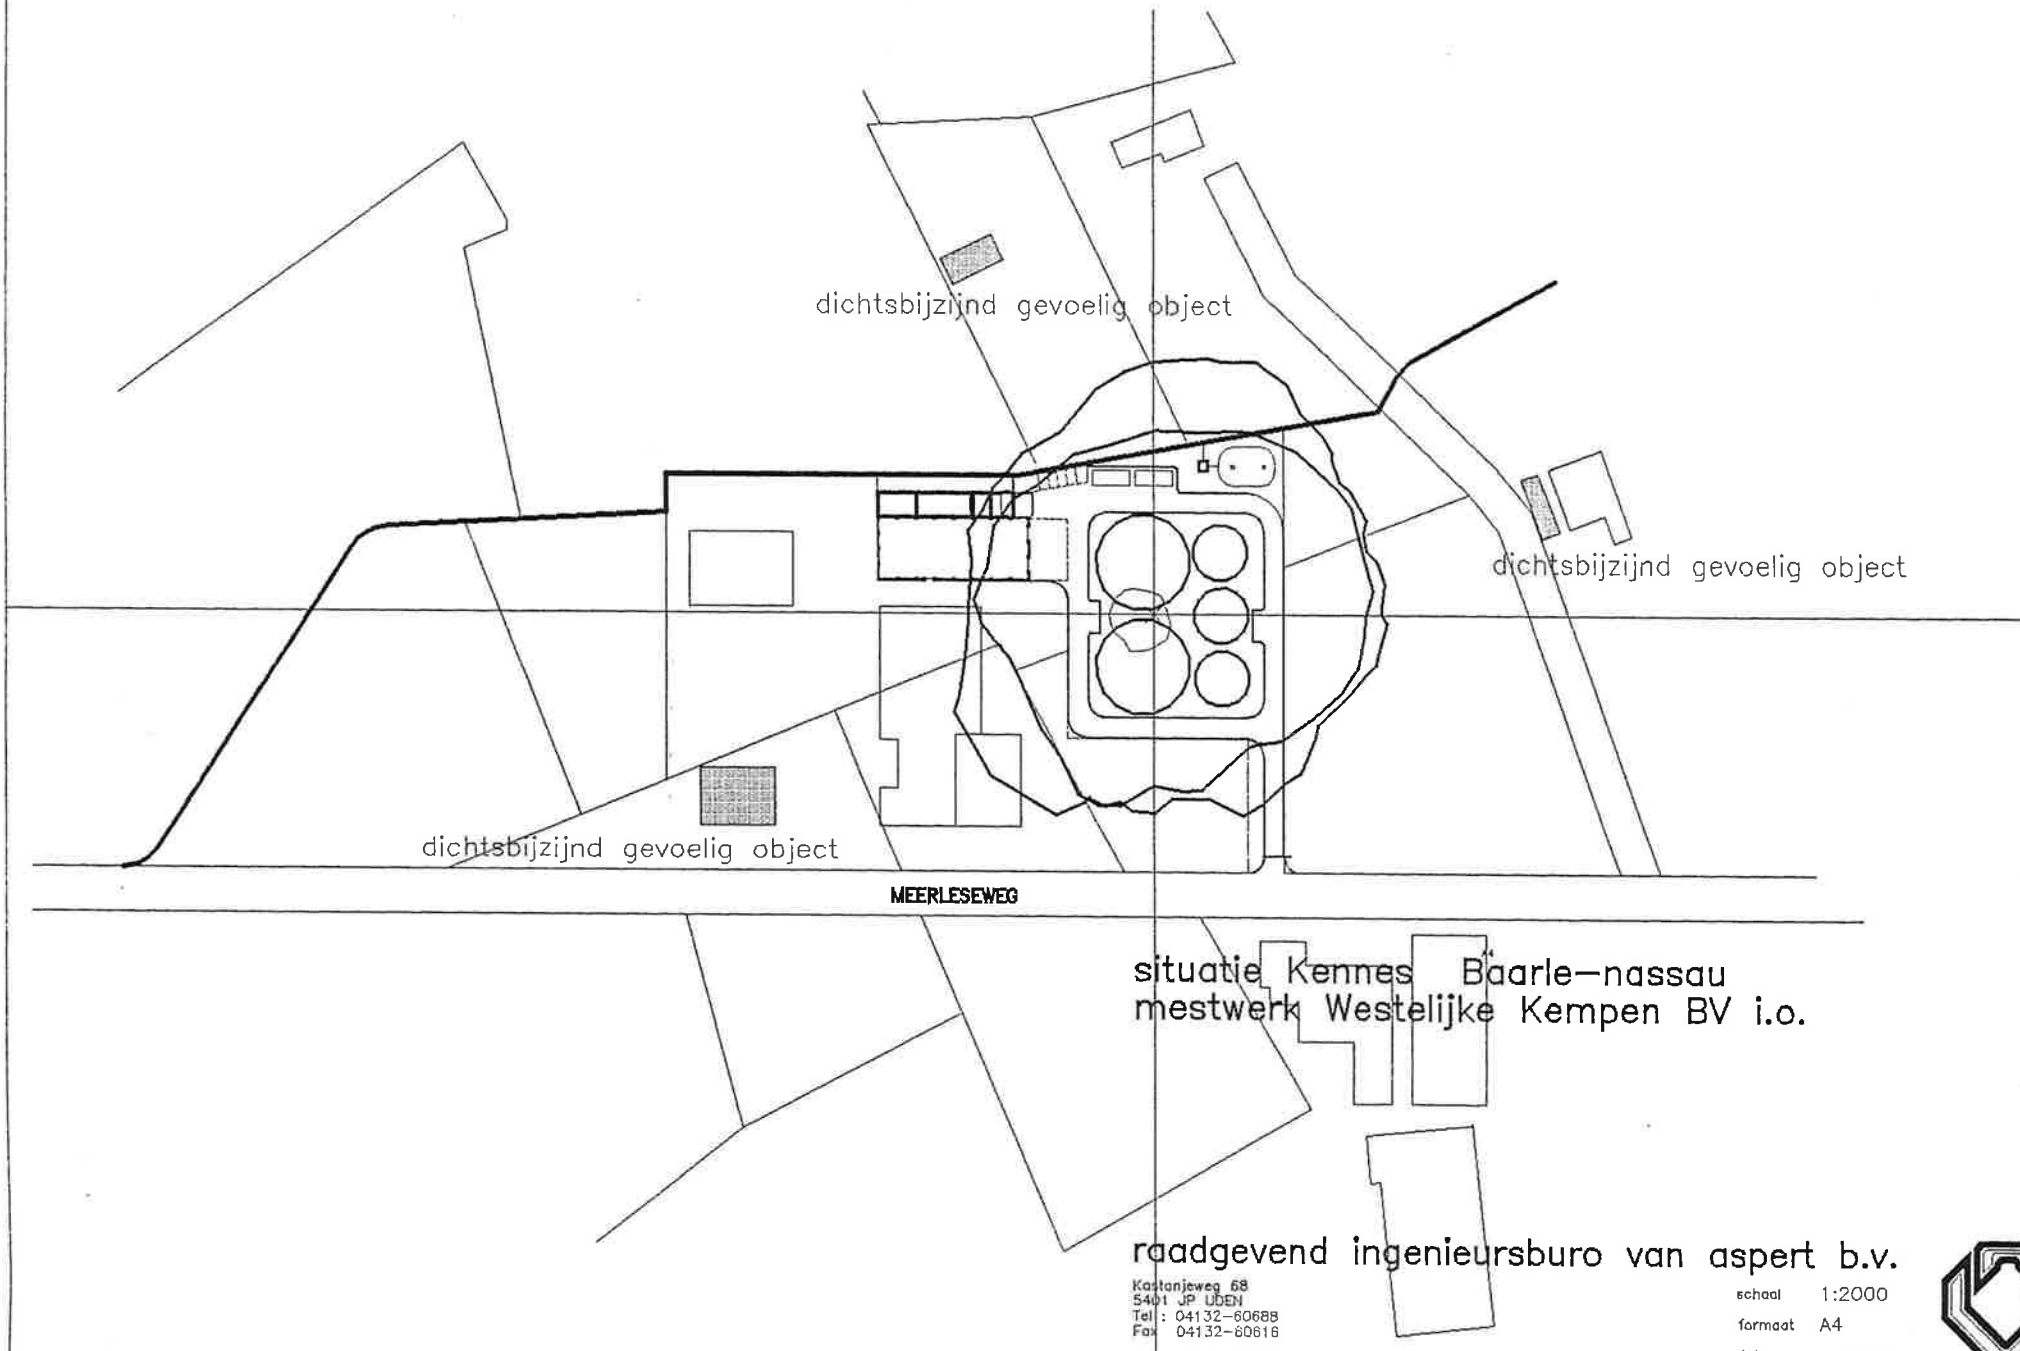 dichtsbijzijnd gevoelig object
dichtsbijzijnd gevoelig object
dichtsbijzijnd gevoelig object
MEERLESEWEG
situatie Kennes Baarle-nassau
mestwerk Westelijke Kempen BV i.o.
raadgevend ingenieursburo van aspert b.v.
Kastanjeweg 68
5401 JP UDEN
Tel : 04132-60688
Fax 04132-60616
schaal 1:2000
formaat A4